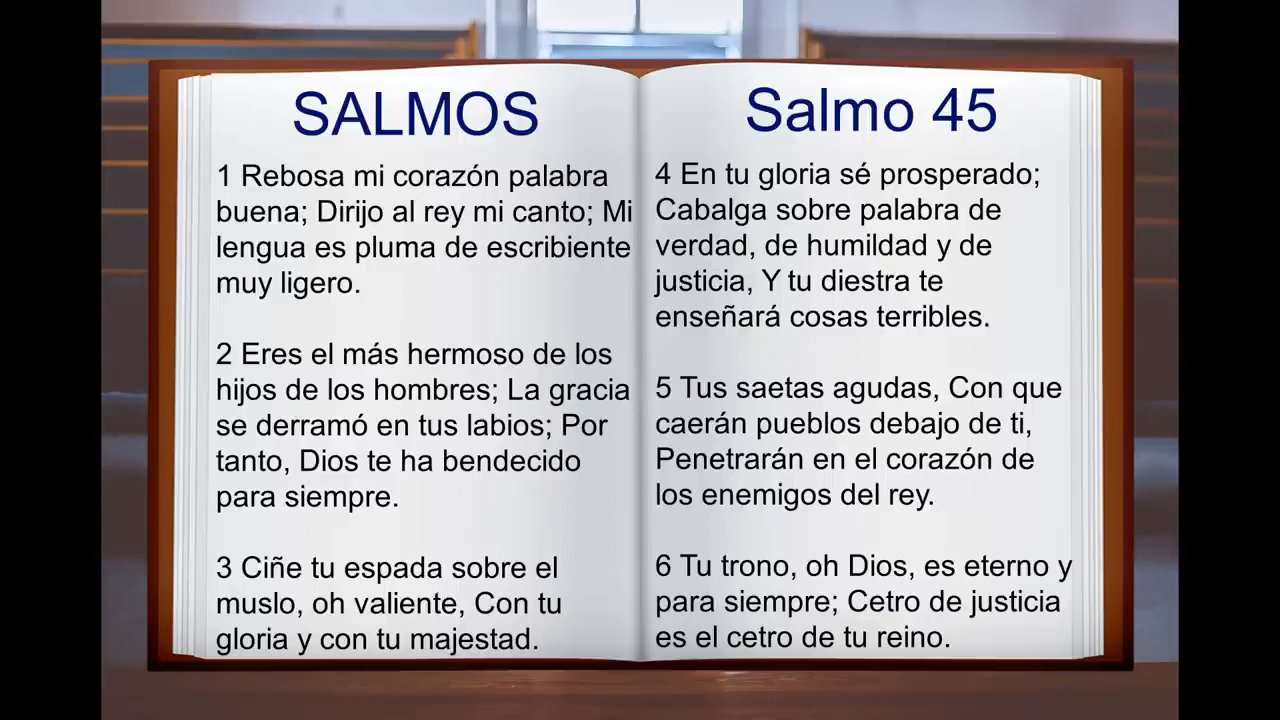 SALMOS
1 Rebosa mi corazón palabra
buena; Dirijo al rey mi canto; Mi
lengua es pluma de escribiente
muy ligero.
2 Eres el más hermoso de los
hijos de los hombres; La gracia
se derramó en tus labios; Por
tanto, Dios te ha bendecido
para siempre.
3 Ciñe tu espada sobre el
muslo, oh valiente, Con tu
gloria y con tu majestad.
Salmo 45
4 En tu gloria sé prosperado;
Cabalga sobre palabra de
verdad, de humildad y de
justicia, Y tu diestra te
enseñará cosas terribles.
5 Tus saetas agudas, Con que
caerán pueblos debajo de ti,
Penetrarán en el corazón de
los enemigos del rey.
6 Tu trono, oh Dios, es eterno y
para siempre; Cetro de justicia
es el cetro de tu reino.